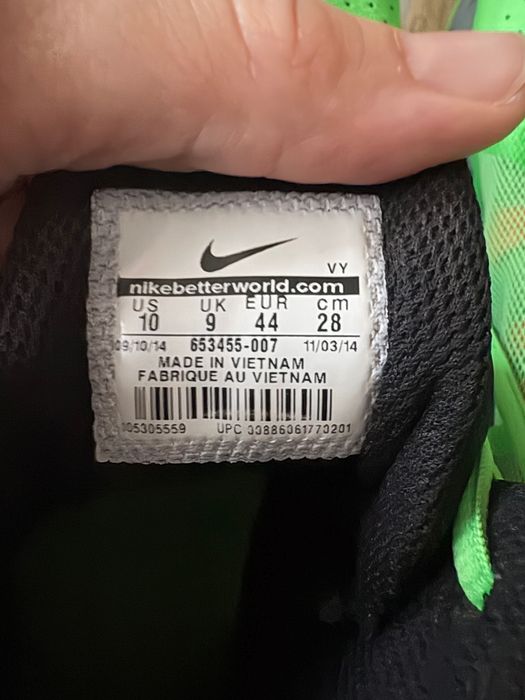 VY
nikebetterworld.com
US UK EUR cm
10 9 44 28
09/10/14 653455-007 11/03/14
MADE IN VIETNAM
FABRIQUE AU VIETNAM
UPC 00886061770201